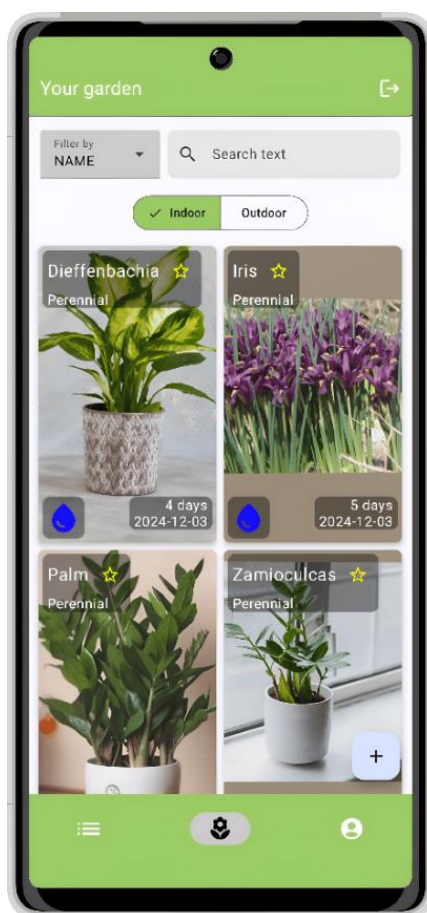 Your garden
Filter by
NAME
Search text
Indoor
Outdoor
Dieffenbachia
Perennial
Iris
Perennial
4 days
2024-12-03
5 days
2024-12-03
Palm
Perennial
Zamioculcas
Perennial
+